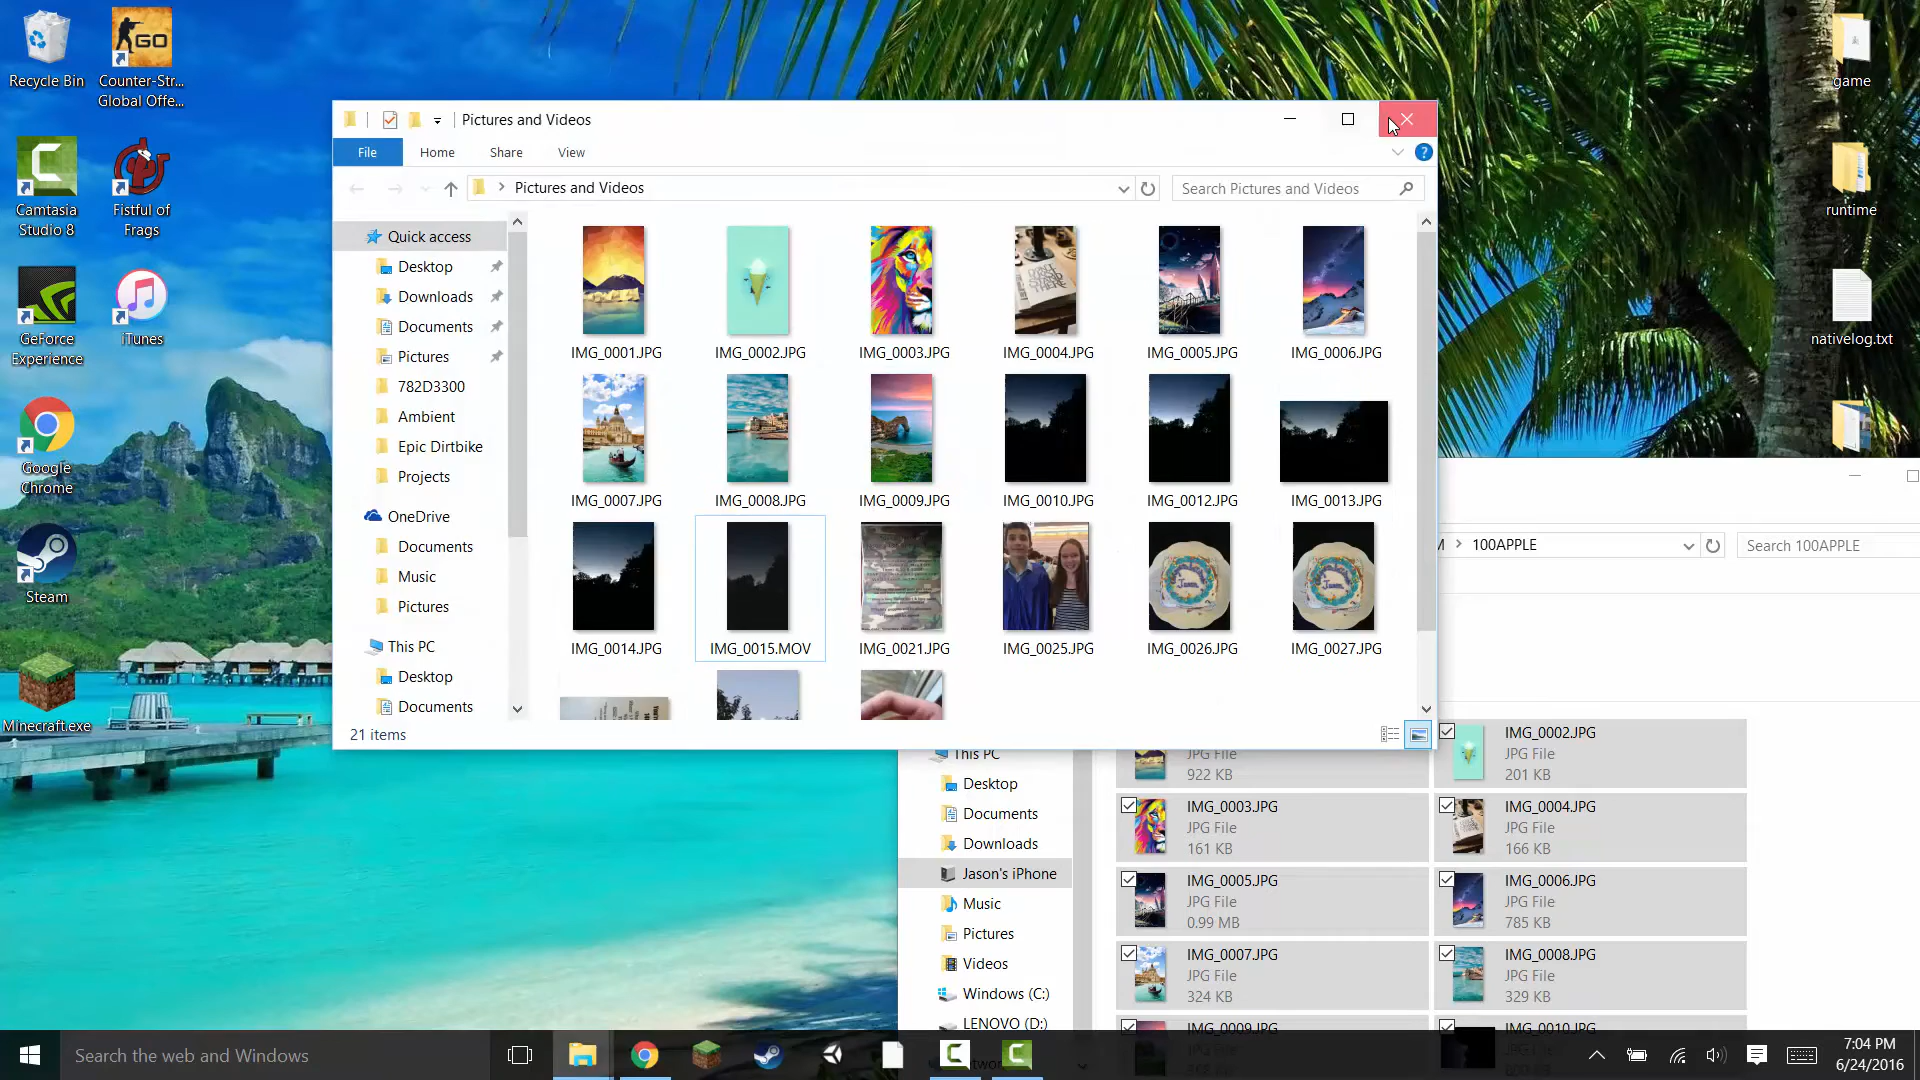 Recycle Bin
Counter-Str...
Global Offe...
Camtasia
Studio 8
Fistful of
Frags
GeForce
Experience
iTunes
Google
Chrome
Steam
Minecraft.exe
game
runtime
nativelog.txt
Pictures and Videos
File
Home
Share
View
Pictures and Videos
Search Pictures and Videos
Quick access
Desktop
Downloads
Documents
Pictures
782D3300
Ambient
Epic Dirtbike
Projects
OneDrive
Documents
Music
Pictures
This PC
Desktop
Documents
IMG_0001.JPG
IMG_0002.JPG
IMG_0003.JPG
IMG_0004.JPG
IMG_0005.JPG
IMG_0006.JPG
IMG_0007.JPG
IMG_0008.JPG
IMG_0009.JPG
IMG_0010.JPG
IMG_0012.JPG
IMG_0013.JPG
IMG_0014.JPG
IMG_0015.MOV
IMG_0021.JPG
IMG_0025.JPG
IMG_0026.JPG
IMG_0027.JPG
21 items
100APPLE
Search 100APPLE
This PC
Desktop
Documents
Downloads
Jason's iPhone
Music
Pictures
Videos
Windows (C:)
LENOVO (D:)
922 KB
IMG_0002.JPG
JPG File
201 KB
IMG_0003.JPG
JPG File
161 KB
IMG_0004.JPG
JPG File
166 KB
IMG_0005.JPG
JPG File
0.99 MB
IMG_0006.JPG
JPG File
785 KB
IMG_0007.JPG
JPG File
324 KB
IMG_0008.JPG
JPG File
329 KB
IMG_0009.JPG
IMG_0010.JPG
Search the web and Windows
7:04 PM
6/24/2016